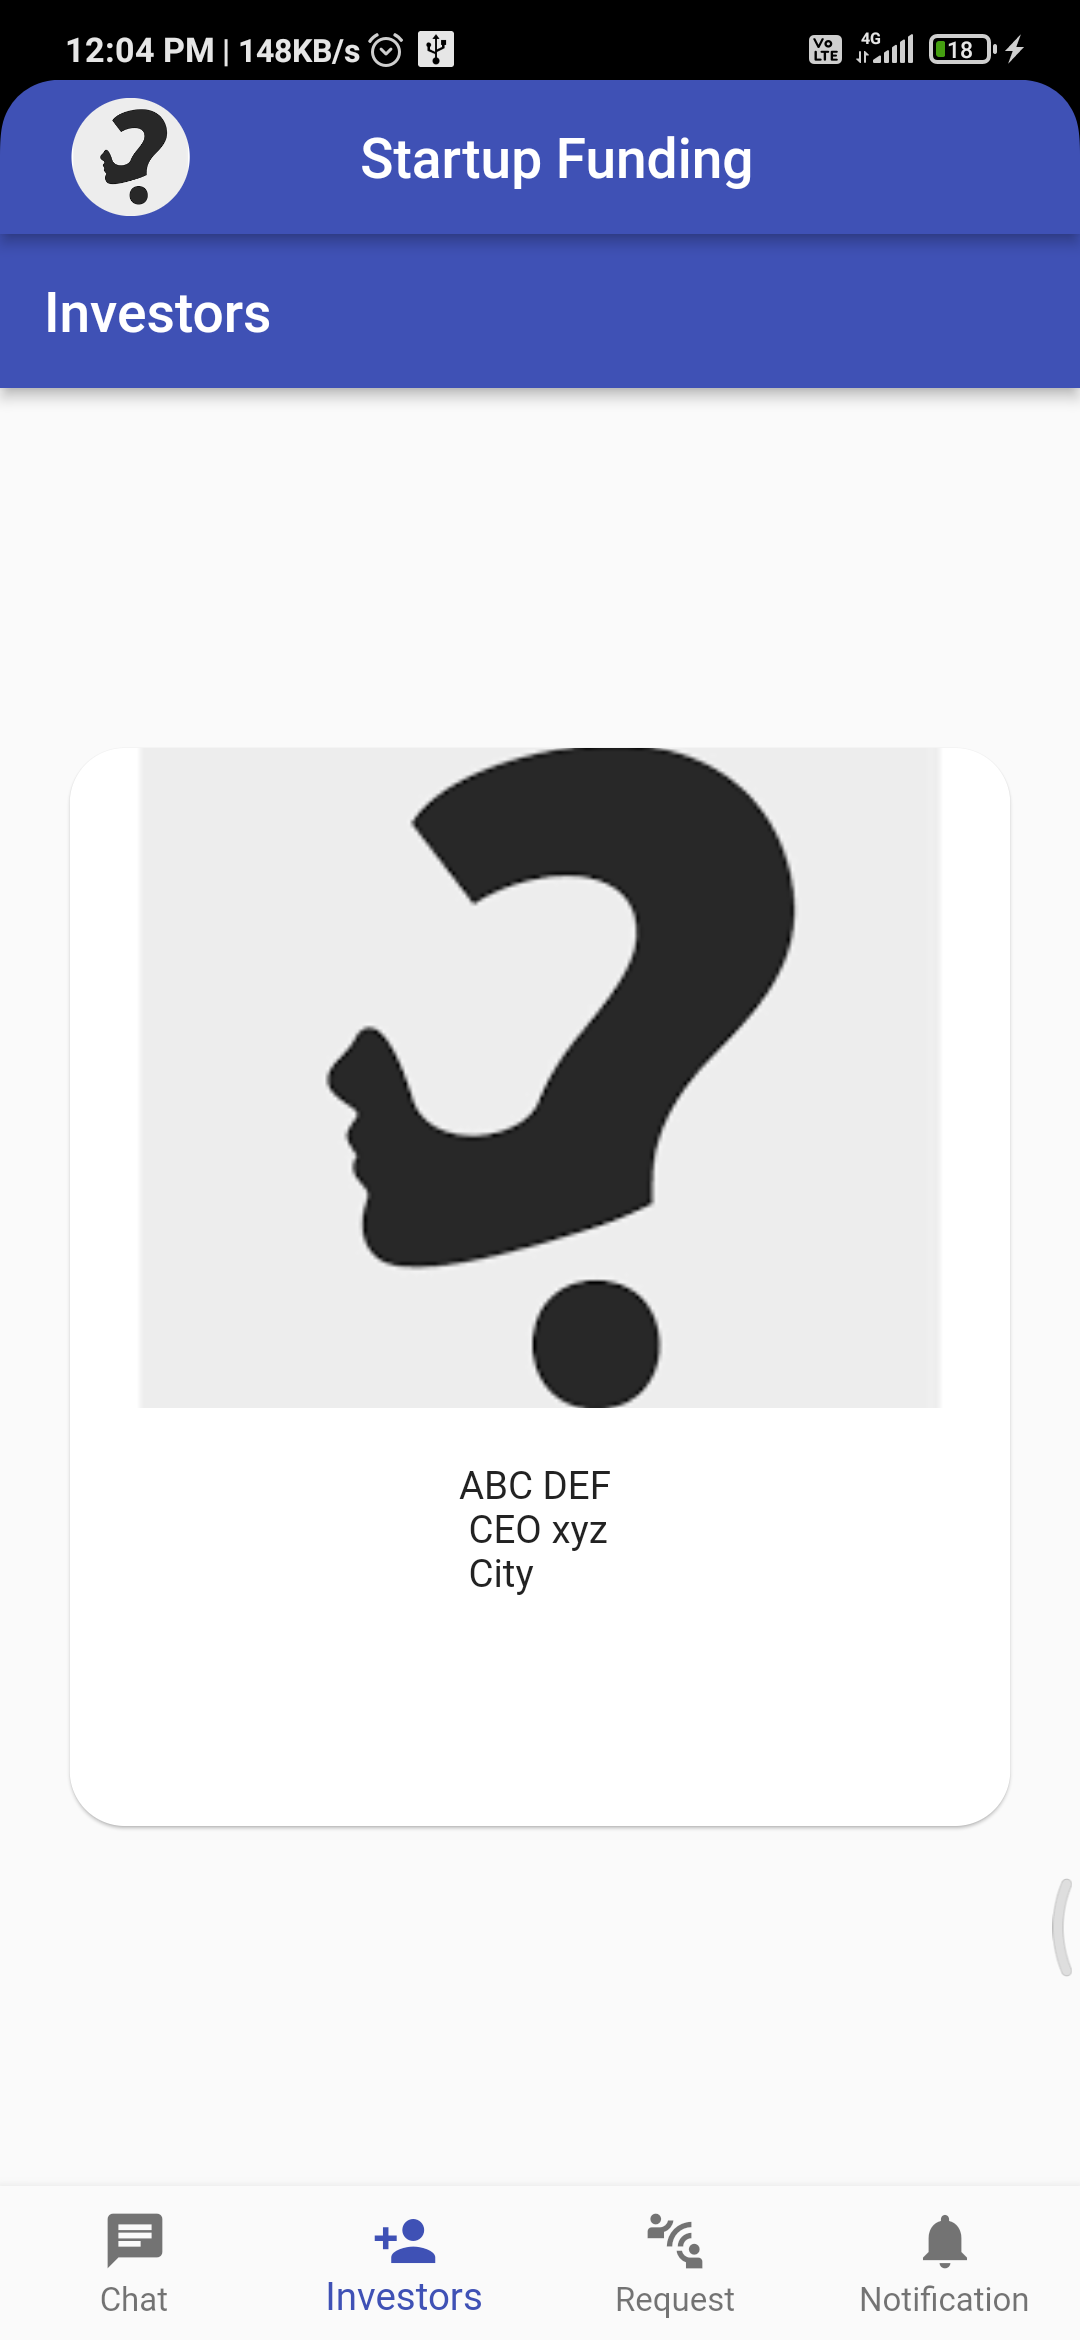 12:04 PM | 148KB/s
Vo LTE 4G 18
Startup Funding
Investors
ABC DEF
CEO xyz
City
Chat
Investors
Request
Notification